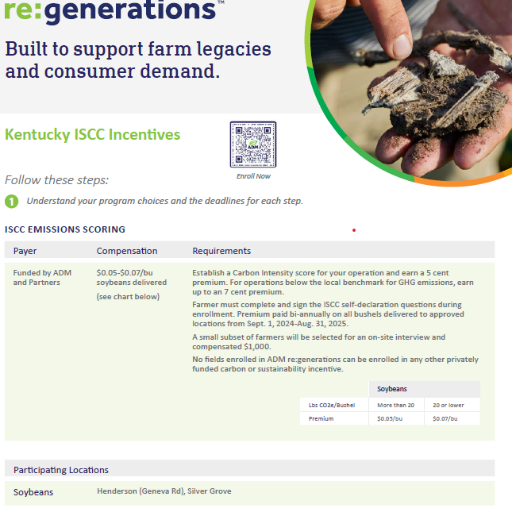 re:generations™
Built to support farm legacies
and consumer demand.
Kentucky ISCC Incentives
ADM
Enroll Now
Follow these steps:
1 Understand your program choices and the deadlines for each step.
ISCC EMISSIONS SCORING
Payer Compensation Requirements
Funded by ADM
and Partners
$0.05-$0.07/bu
soybeans delivered
(see chart below)
Establish a Carbon Intensity score for your operation and earn a 5 cent
premium. For operations below the local benchmark for GHG emissions, earn
up to an 7 cent premium.
Farmer must complete and sign the ISCC self-declaration questions during
enrollment. Premium paid bi-annually on all bushels delivered to approved
locations from Sept. 1, 2024-Aug. 31, 2025.
A small subset of farmers will be selected for an on-site interview and
compensated $1,000.
No fields enrolled in ADM re:generations can be enrolled in any other privately
funded carbon or sustainability incentive.
Soybeans
Lbs CO2e/Bushel More than 20 20 or lower
Premium $0.05/bu $0.07/bu
Participating Locations
Soybeans Henderson (Geneva Rd), Silver Grove